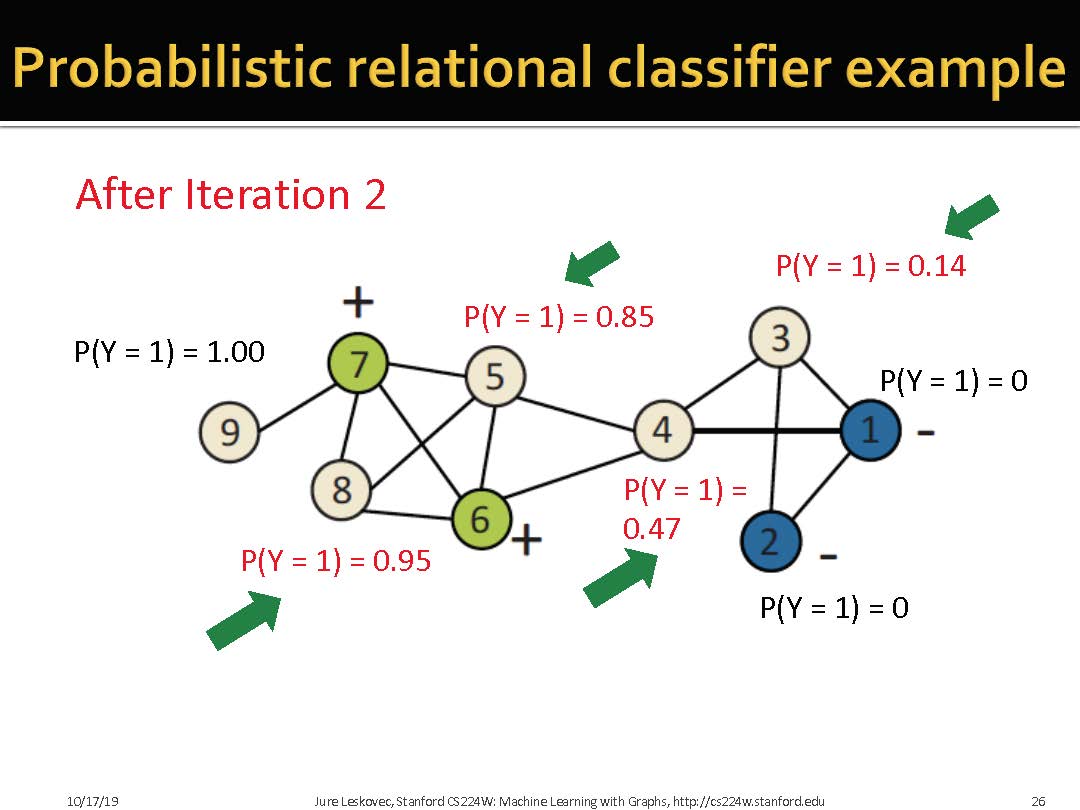 Probabilistic relational classifier example
After Iteration 2
P(Y = 1) = 0.14
+
P(Y = 1) = 0.85
P(Y = 1) = 1.00
7
5
3
P(Y = 1) = 0
9
4
1
-
8
P(Y = 1) =
0.47
6
+
2
-
P(Y = 1) = 0.95
P(Y = 1) = 0
10/17/19
Jure Leskovec, Stanford CS224W: Machine Learning with Graphs, http://cs224w.stanford.edu
26